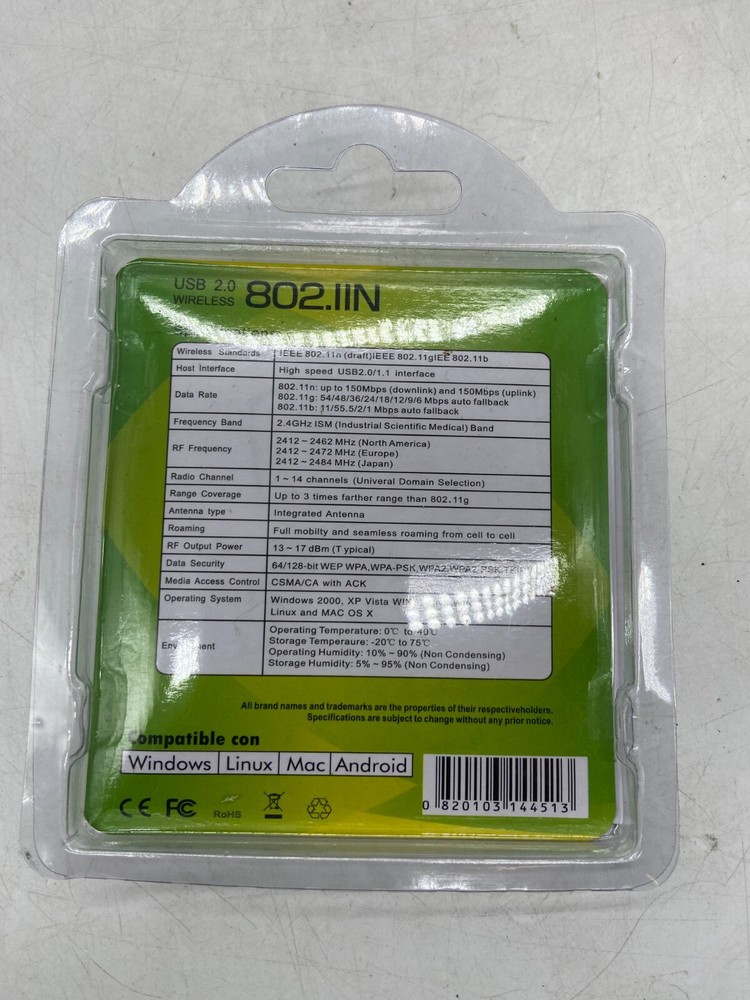 USB 2.0
WIRELESS 802.IIN
Wireless Standards IEEE 802.11n (draft)IEEE 802.11gIEE 802.11b
Host Interface High speed USB2.0/1.1 interface
Data Rate 802.11n: up to 150Mbps (downlink) and 150Mbps (uplink)
802.11g: 54/48/36/24/18/12/9/6 Mbps auto fallback
802.11b: 11/55.5/2/1 Mbps auto fallback
Frequency Band 2.4GHz ISM (Industrial Scientific Medical) Band
RF Frequency 2412 ~ 2462 MHz (North America)
2412 ~ 2472 MHz (Europe)
2412 ~ 2484 MHz (Japan)
Radio Channel 1 ~ 14 channels (Univeral Domain Selection)
Range Coverage Up to 3 times farther range than 802.11g
Antenna type Integrated Antenna
Roaming Full mobilty and seamless roaming from cell to cell
RF Output Power 13 ~ 17 dBm (T ypical)
Data Security 64/128-bit WEP WPA,WPA-PSK,WPA2,WPA2-PSK,
Media Access Control CSMA/CA with ACK
Operating System Windows 2000, XP Vista
Linux and MAC OS X
Operating Temperature: 0℃ to 40℃
Storage Temperaure: -20℃ to 75℃
Operating Humidity: 10% ~ 90% (Non Condensing)
Storage Humidity: 5% ~ 95% (Non Condensing)
All brand names and trademarks are the properties of their respectiveholders.
Specifications are subject to change without any prior notice.
Compatible con
Windows Linux Mac Android
CE FC RoHS
0 820103 144513